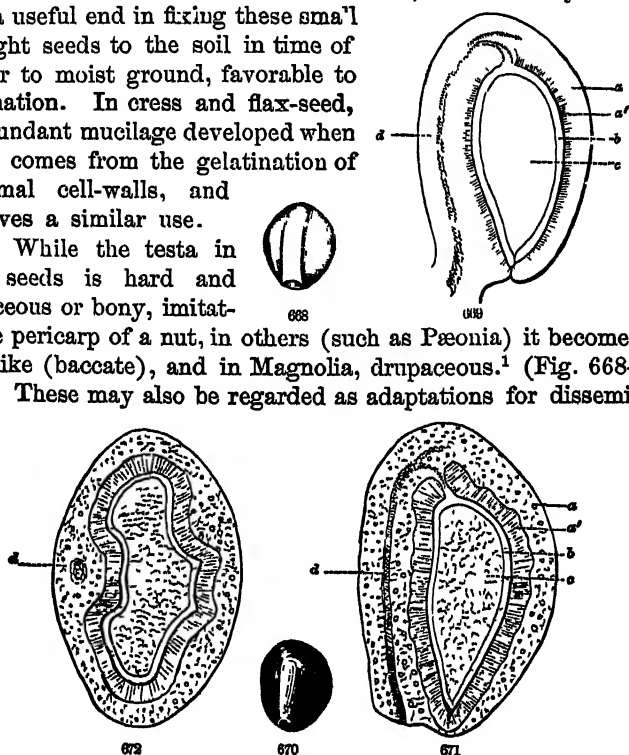 a useful end in fixing these small
ght seeds to the soil in time of
r to moist ground, favorable to
nation. In cress and flax-seed,
undant mucilage developed when
comes from the gelatination of
mal cell-walls, and
ves a similar use.
While the testa in
seeds is hard and
ceous or bony, imitat-
e pericarp of a nut, in others (such as Pæonia) it become
ike (baccate), and in Magnolia, drupaceous.¹ (Fig. 668-
These may also be regarded as adaptations for dissemi
d
a
a'
b
c
668
669
d
d
a
a'
b
c
672
670
671